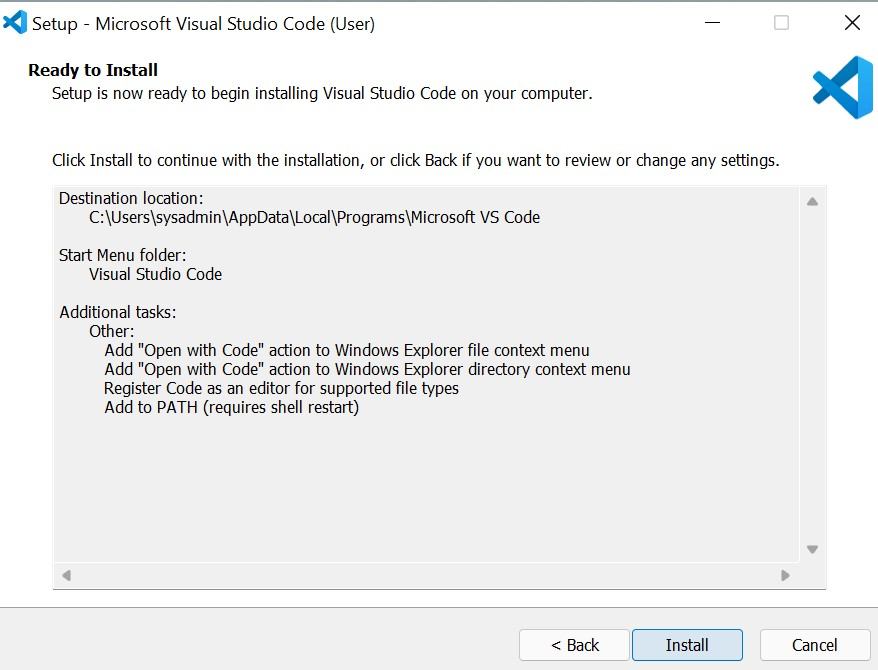 Setup - Microsoft Visual Studio Code (User)
Ready to Install
Setup is now ready to begin installing Visual Studio Code on your computer.
Click Install to continue with the installation, or click Back if you want to review or change any settings.
Destination location:
C:\Users\sysadmin\AppData\Local\Programs\Microsoft VS Code
Start Menu folder:
Visual Studio Code
Additional tasks:
Other:
Add "Open with Code" action to Windows Explorer file context menu
Add "Open with Code" action to Windows Explorer directory context menu
Register Code as an editor for supported file types
Add to PATH (requires shell restart)
< Back Install Cancel